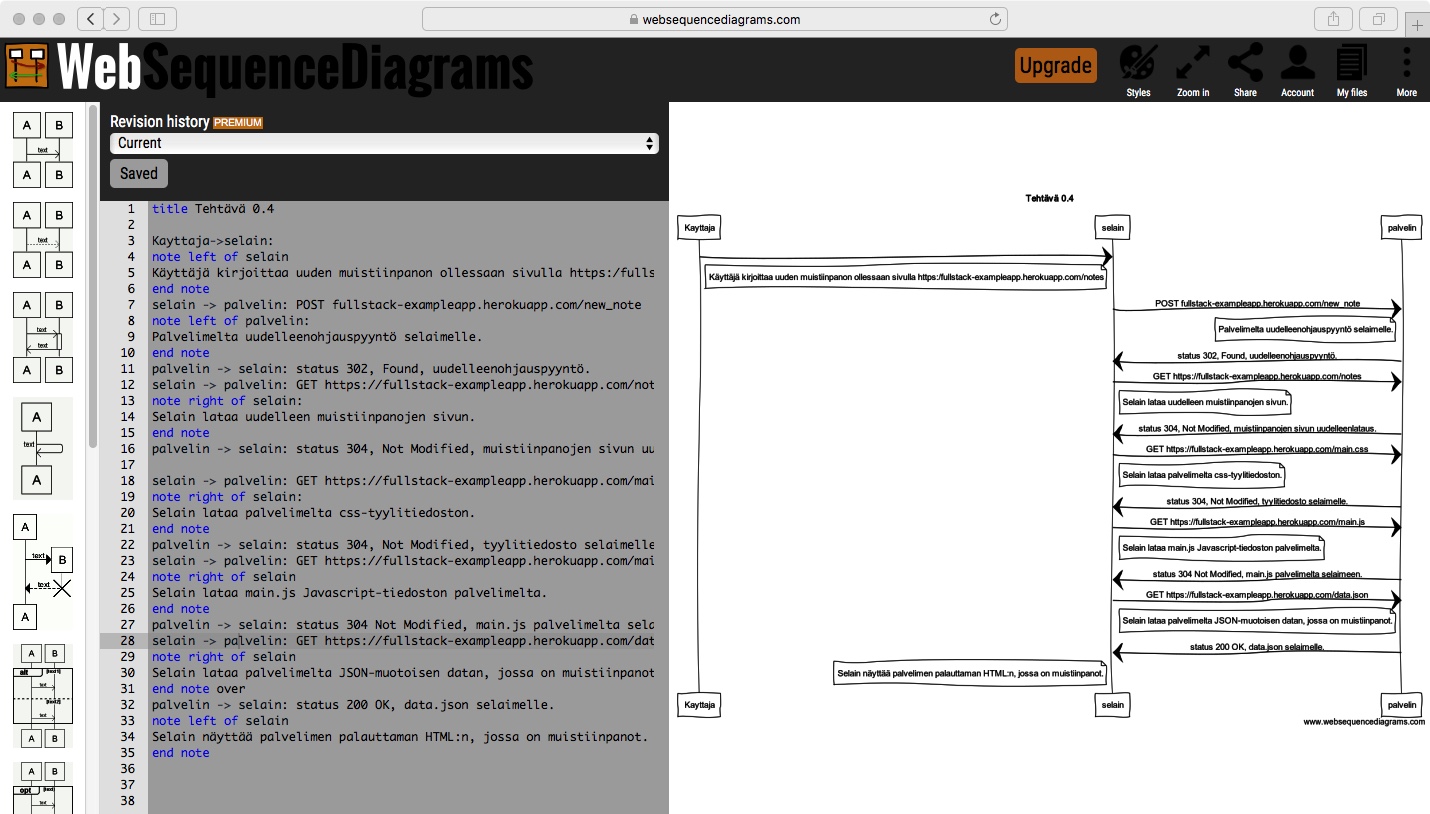 websequencediagrams.com
WebSequenceDiagrams
Upgrade
Styles
Zoom in
Share
Account
My files
More
A B
text
A B
A B
text
A B
A B
text
text
A B
A
text
A
A
text B
text
A
A B
alt [text1]
text
[text2]
text
A B
A B
opt [text]
text
Revision history PREMIUM
Current
Saved
1 title Tehtävä 0.4
2
3 Kayttaja->selain:
4 note left of selain
5 Käyttäjä kirjoittaa uuden muistiinpanon ollessaan sivulla https:/fulls
6 end note
7 selain -> palvelin: POST fullstack-exampleapp.herokuapp.com/new_note
8 note left of palvelin:
9 Palvelimelta uudelleenohjauspyyntö selaimelle.
10 end note
11 palvelin -> selain: status 302, Found, uudelleenohjauspyyntö.
12 selain -> palvelin: GET https://fullstack-exampleapp.herokuapp.com/not
13 note right of selain:
14 Selain lataa uudelleen muistiinpanojen sivun.
15 end note
16 palvelin -> selain: status 304, Not Modified, muistiinpanojen sivun uu
17
18 selain -> palvelin: GET https://fullstack-exampleapp.herokuapp.com/mai
19 note right of selain:
20 Selain lataa palvelimelta css-tyylitiedoston.
21 end note
22 palvelin -> selain: status 304, Not Modified, tyylitiedosto selaimelle
23 selain -> palvelin: GET https://fullstack-exampleapp.herokuapp.com/mai
24 note right of selain
25 Selain lataa main.js Javascript-tiedoston palvelimelta.
26 end note
27 palvelin -> selain: status 304 Not Modified, main.js palvelimelta sela
28 selain -> palvelin: GET https://fullstack-exampleapp.herokuapp.com/dat
29 note right of selain
30 Selain lataa palvelimelta JSON-muotoisen datan, jossa on muistiinpanot
31 end note over
32 palvelin -> selain: status 200 OK, data.json selaimelle.
33 note left of selain
34 Selain näyttää palvelimen palauttaman HTML:n, jossa on muistiinpanot.
35 end note
36
37
38
Tehtävä 0.4
Kayttaja selain palvelin
Käyttäjä kirjoittaa uuden muistiinpanon ollessaan sivulla https:/fullstack-exampleapp.herokuapp.com/notes
POST fullstack-exampleapp.herokuapp.com/new_note
Palvelimelta uudelleenohjauspyyntö selaimelle.
status 302, Found, uudelleenohjauspyyntö.
GET https://fullstack-exampleapp.herokuapp.com/notes
Selain lataa uudelleen muistiinpanojen sivun.
status 304, Not Modified, muistiinpanojen sivun uudelleenlataus.
GET https://fullstack-exampleapp.herokuapp.com/main.css
Selain lataa palvelimelta css-tyylitiedoston.
status 304, Not Modified, tyylitiedosto selaimelle.
GET https://fullstack-exampleapp.herokuapp.com/main.js
Selain lataa main.js Javascript-tiedoston palvelimelta.
status 304 Not Modified, main.js palvelimelta selaimeen.
GET https://fullstack-exampleapp.herokuapp.com/data.json
Selain lataa palvelimelta JSON-muotoisen datan, jossa on muistiinpanot.
status 200 OK, data.json selaimelle.
Selain näyttää palvelimen palauttaman HTML:n, jossa on muistiinpanot.
Kayttaja selain palvelin
www.websequencediagrams.com